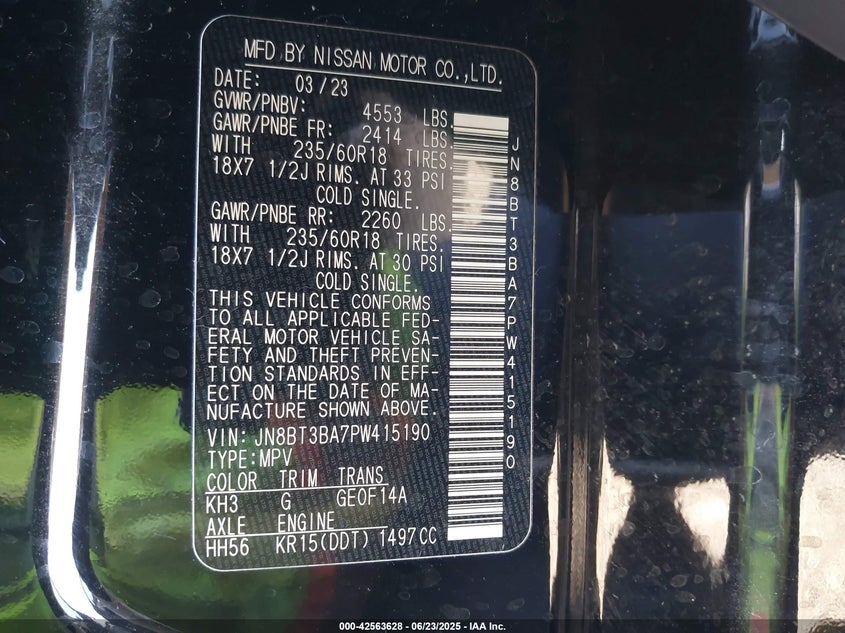 MFD BY NISSAN MOTOR CO.,LTD.
DATE: 03/23
GVWR/PNBV: 4553 LBS.
GAWR/PNBE FR: 2414 LBS.
WITH 235/60R18 TIRES.
18X7 1/2J RIMS. AT 33 PSI
COLD SINGLE.
GAWR/PNBE RR: 2260 LBS.
WITH 235/60R18 TIRES.
18X7 1/2J RIMS. AT 30 PSI
COLD SINGLE.
THIS VEHICLE CONFORMS
TO ALL APPLICABLE FED-
ERAL MOTOR VEHICLE SA-
FETY AND THEFT PREVEN-
TION STANDARDS IN EFF-
ECT ON THE DATE OF MA-
NUFACTURE SHOWN ABOVE.
VIN: JN8BT3BA7PW415190
TYPE:MPV
COLOR TRIM TRANS
KH3 G GE0F14A
AXLE ENGINE
HH56 KR15(DDT) 1497CC
JN8BT3BA7PW415190
000-42563628 - 06/23/2025 - IAA Inc.